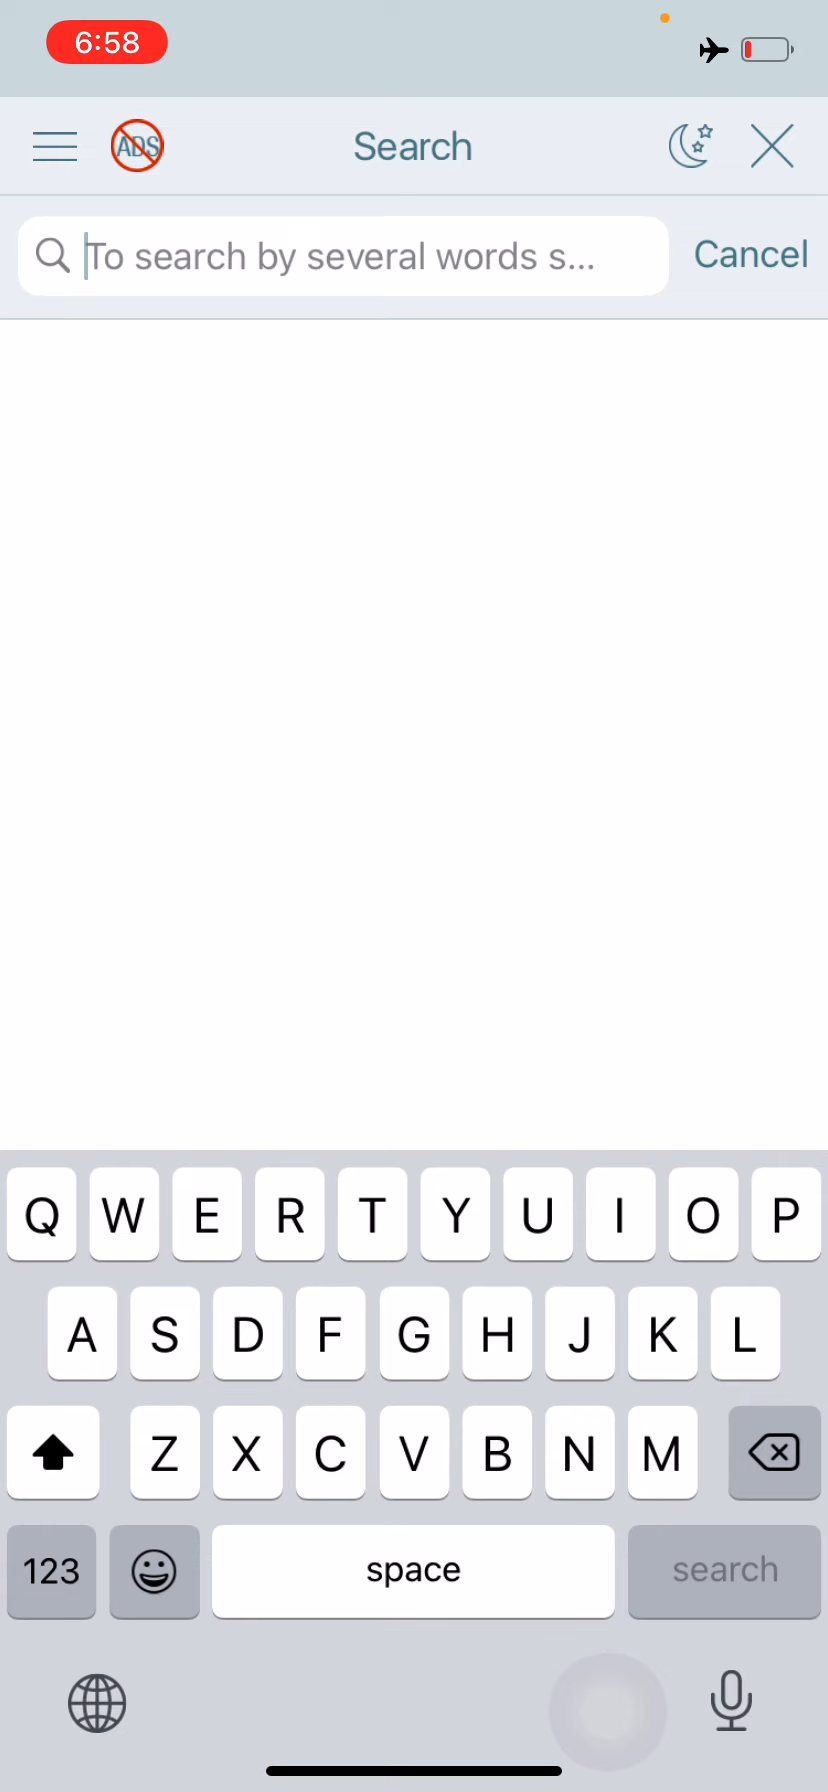 6:58
ADS
Search
To search by several words s...
Cancel
Q W E R T Y U I O P
A S D F G H J K L
Z X C V B N M
123
space
search